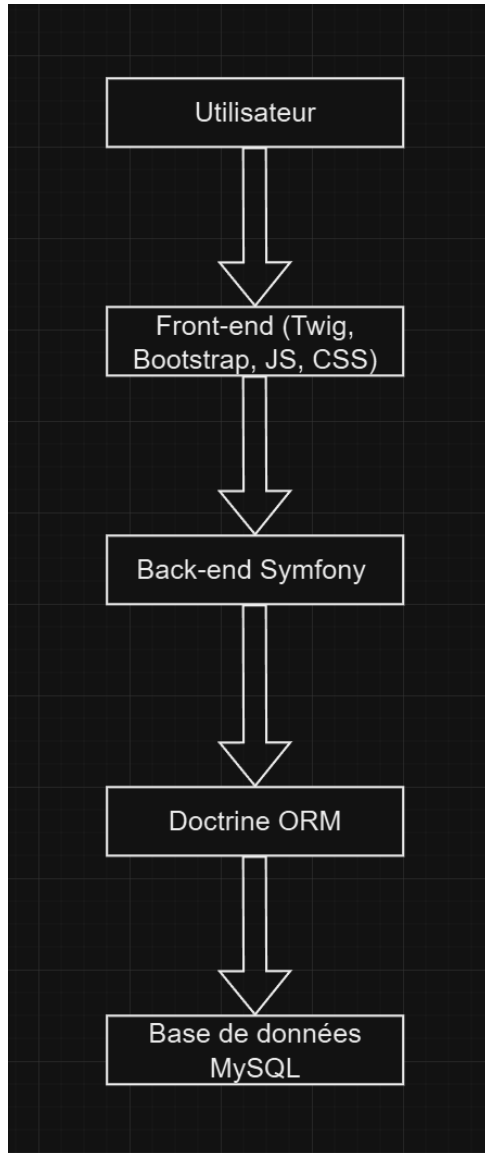 Utilisateur
Front-end (Twig,
Bootstrap, JS, CSS)
Back-end Symfony
Doctrine ORM
Base de données
MySQL